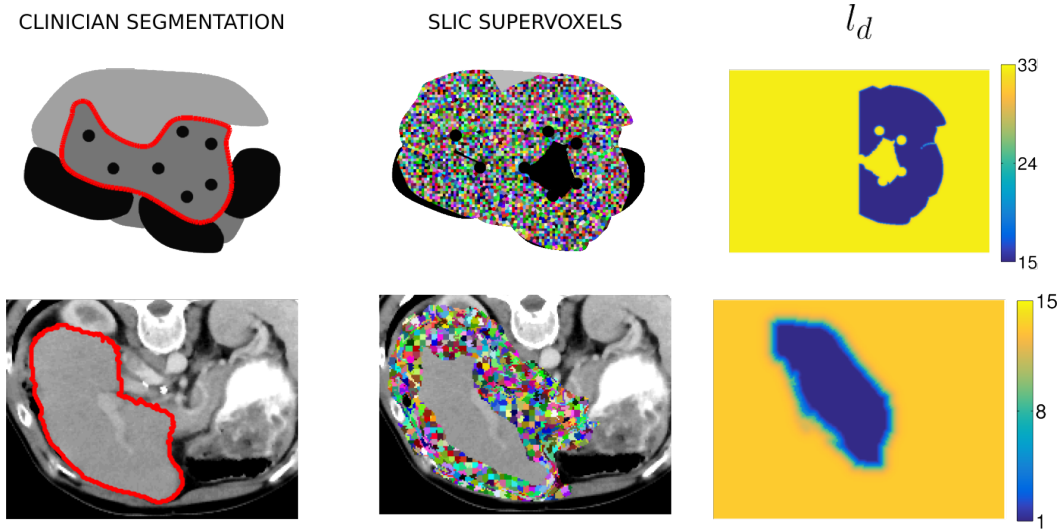 CLINICIAN SEGMENTATION
SLIC SUPERVOXELS
l_d
33
24
15
15
8
1